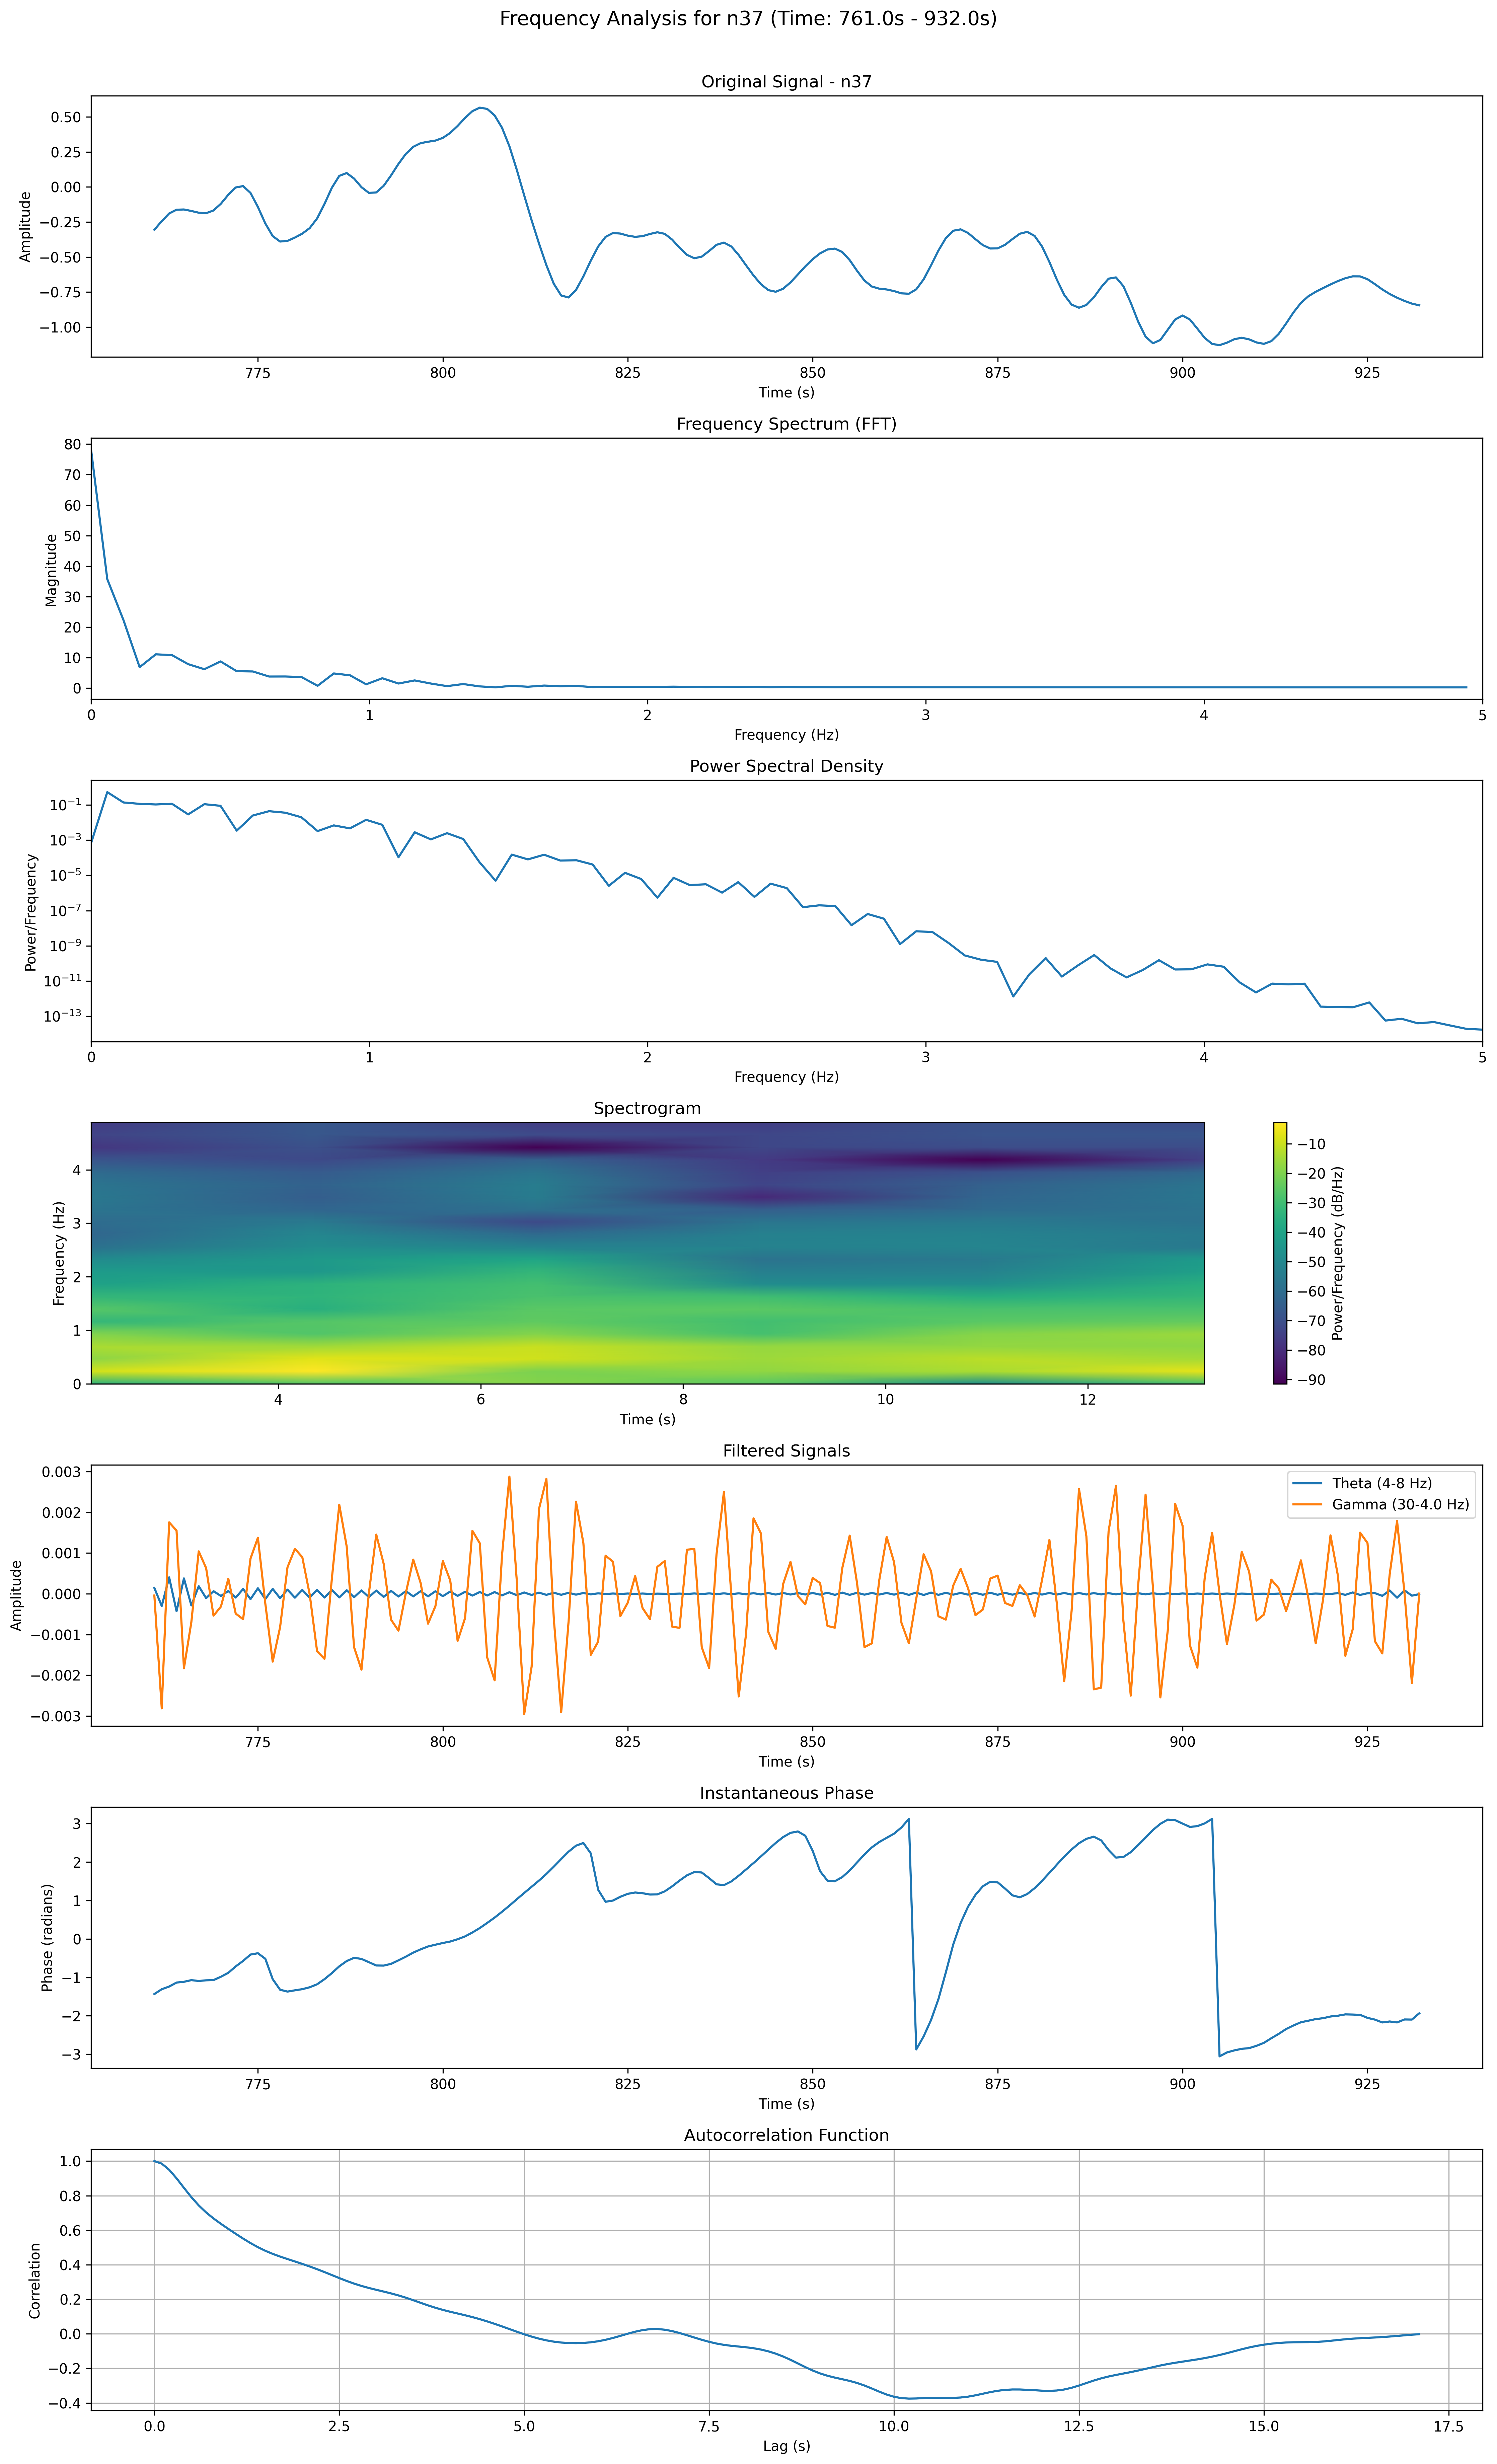 Frequency Analysis for n37 (Time: 761.0s - 932.0s)
Original Signal - n37
Amplitude
0.50
0.25
0.00
−0.25
−0.50
−0.75
−1.00
775 800 825 850 875 900 925
Time (s)
Frequency Spectrum (FFT)
Magnitude
80
70
60
50
40
30
20
10
0
0 1 2 3 4 5
Frequency (Hz)
Power Spectral Density
Power/Frequency
10⁻¹
10⁻³
10⁻⁵
10⁻⁷
10⁻⁹
10⁻¹¹
10⁻¹³
0 1 2 3 4 5
Frequency (Hz)
Spectrogram
Frequency (Hz)
4
3
2
1
0
4 6 8 10 12
Time (s)
−10
−20
−30
−40
−50
−60
−70
−80
−90
Power/Frequency (dB/Hz)
Filtered Signals
Amplitude
0.003
0.002
0.001
0.000
−0.001
−0.002
−0.003
Theta (4-8 Hz)
Gamma (30-4.0 Hz)
775 800 825 850 875 900 925
Time (s)
Instantaneous Phase
Phase (radians)
3
2
1
0
−1
−2
−3
775 800 825 850 875 900 925
Time (s)
Autocorrelation Function
Correlation
1.0
0.8
0.6
0.4
0.2
0.0
−0.2
−0.4
0.0 2.5 5.0 7.5 10.0 12.5 15.0 17.5
Lag (s)